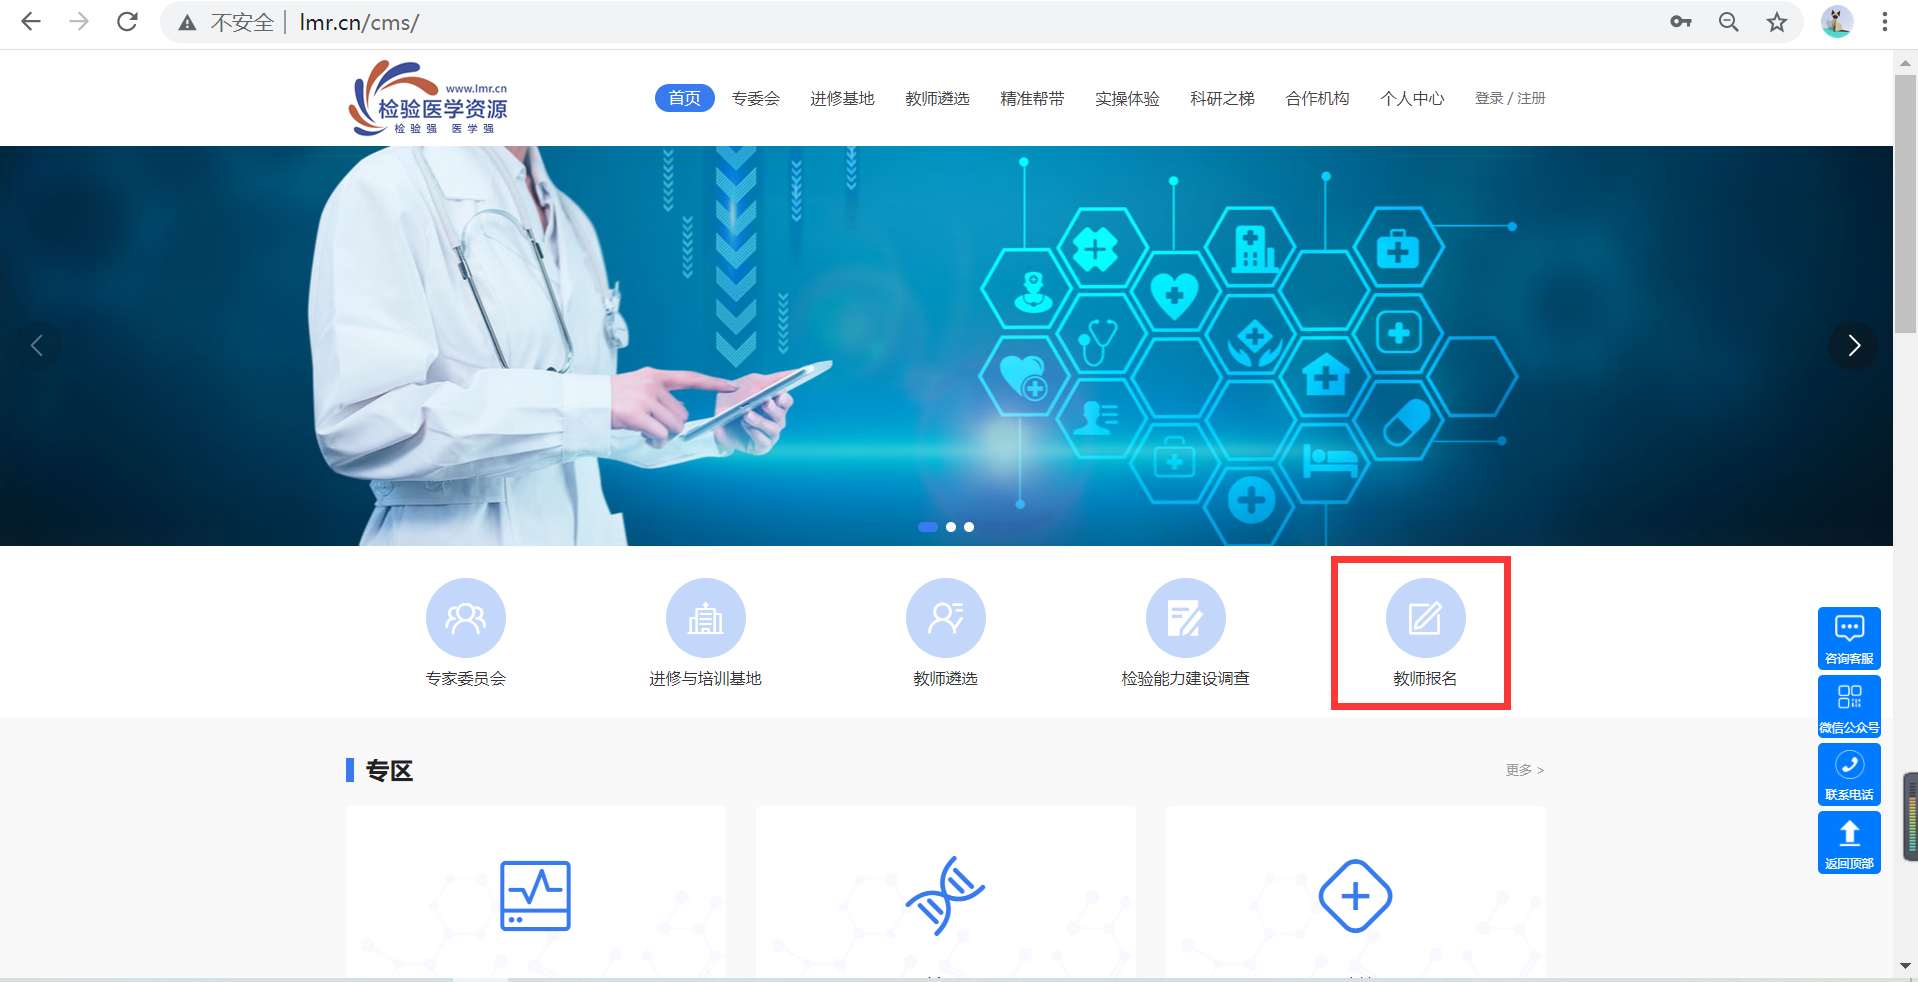 不安全 | lmr.cn/cms/
www.lmr.cn
检验医学资源
检验强 医学强
首页 专委会 进修基地 教师遴选 精准帮带 实操体验 科研之梯 合作机构 个人中心 登录 / 注册
专家委员会 进修与培训基地 教师遴选 检验能力建设调查 教师报名
咨询客服
微信公众号
联系电话
返回顶部
专区 更多 >